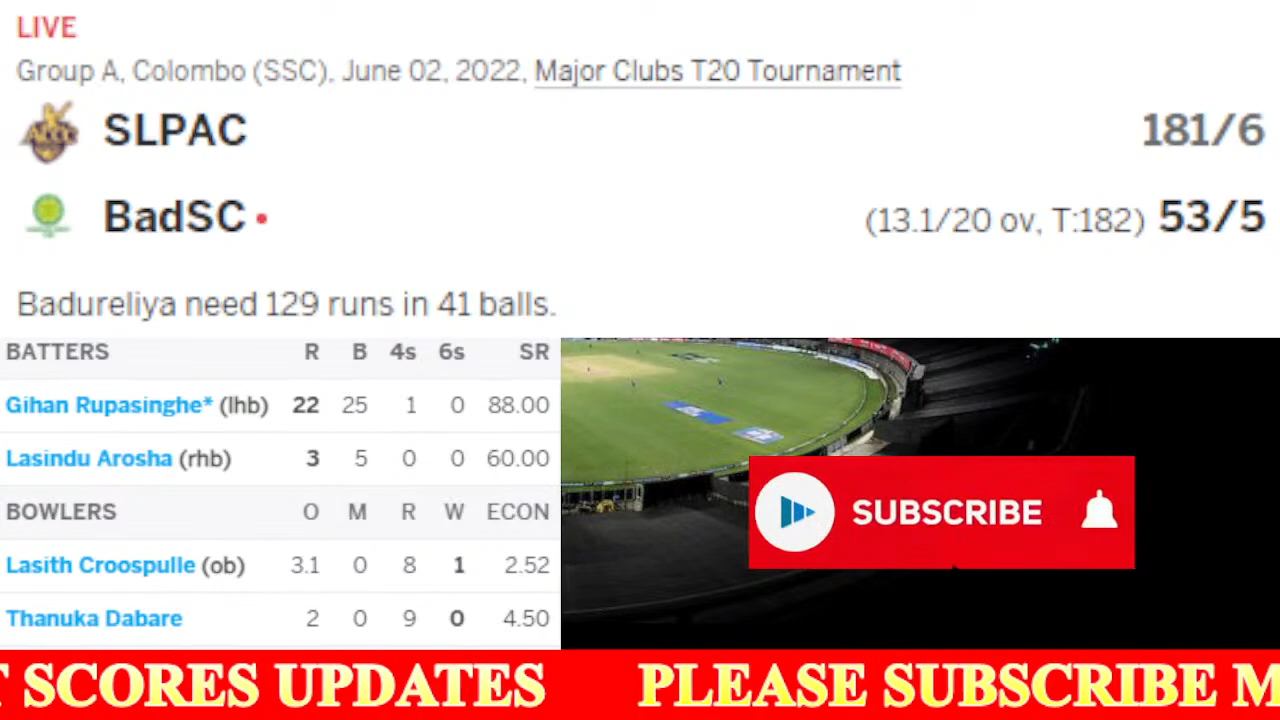 LIVE
Group A, Colombo (SSC), June 02, 2022, Major Clubs T20 Tournament
ACCC
SLPAC 181/6
BadSC • (13.1/20 ov, T:182) 53/5
Badureliya need 129 runs in 41 balls.
BATTERS R B 4s 6s SR
Gihan Rupasinghe* (lhb) 22 25 1 0 88.00
Lasindu Arosha (rhb) 3 5 0 0 60.00
BOWLERS O M R W ECON
Lasith Croospulle (ob) 3.1 0 8 1 2.52
Thanuka Dabare 2 0 9 0 4.50
SUBSCRIBE
T SCORES UPDATES PLEASE SUBSCRIBE M